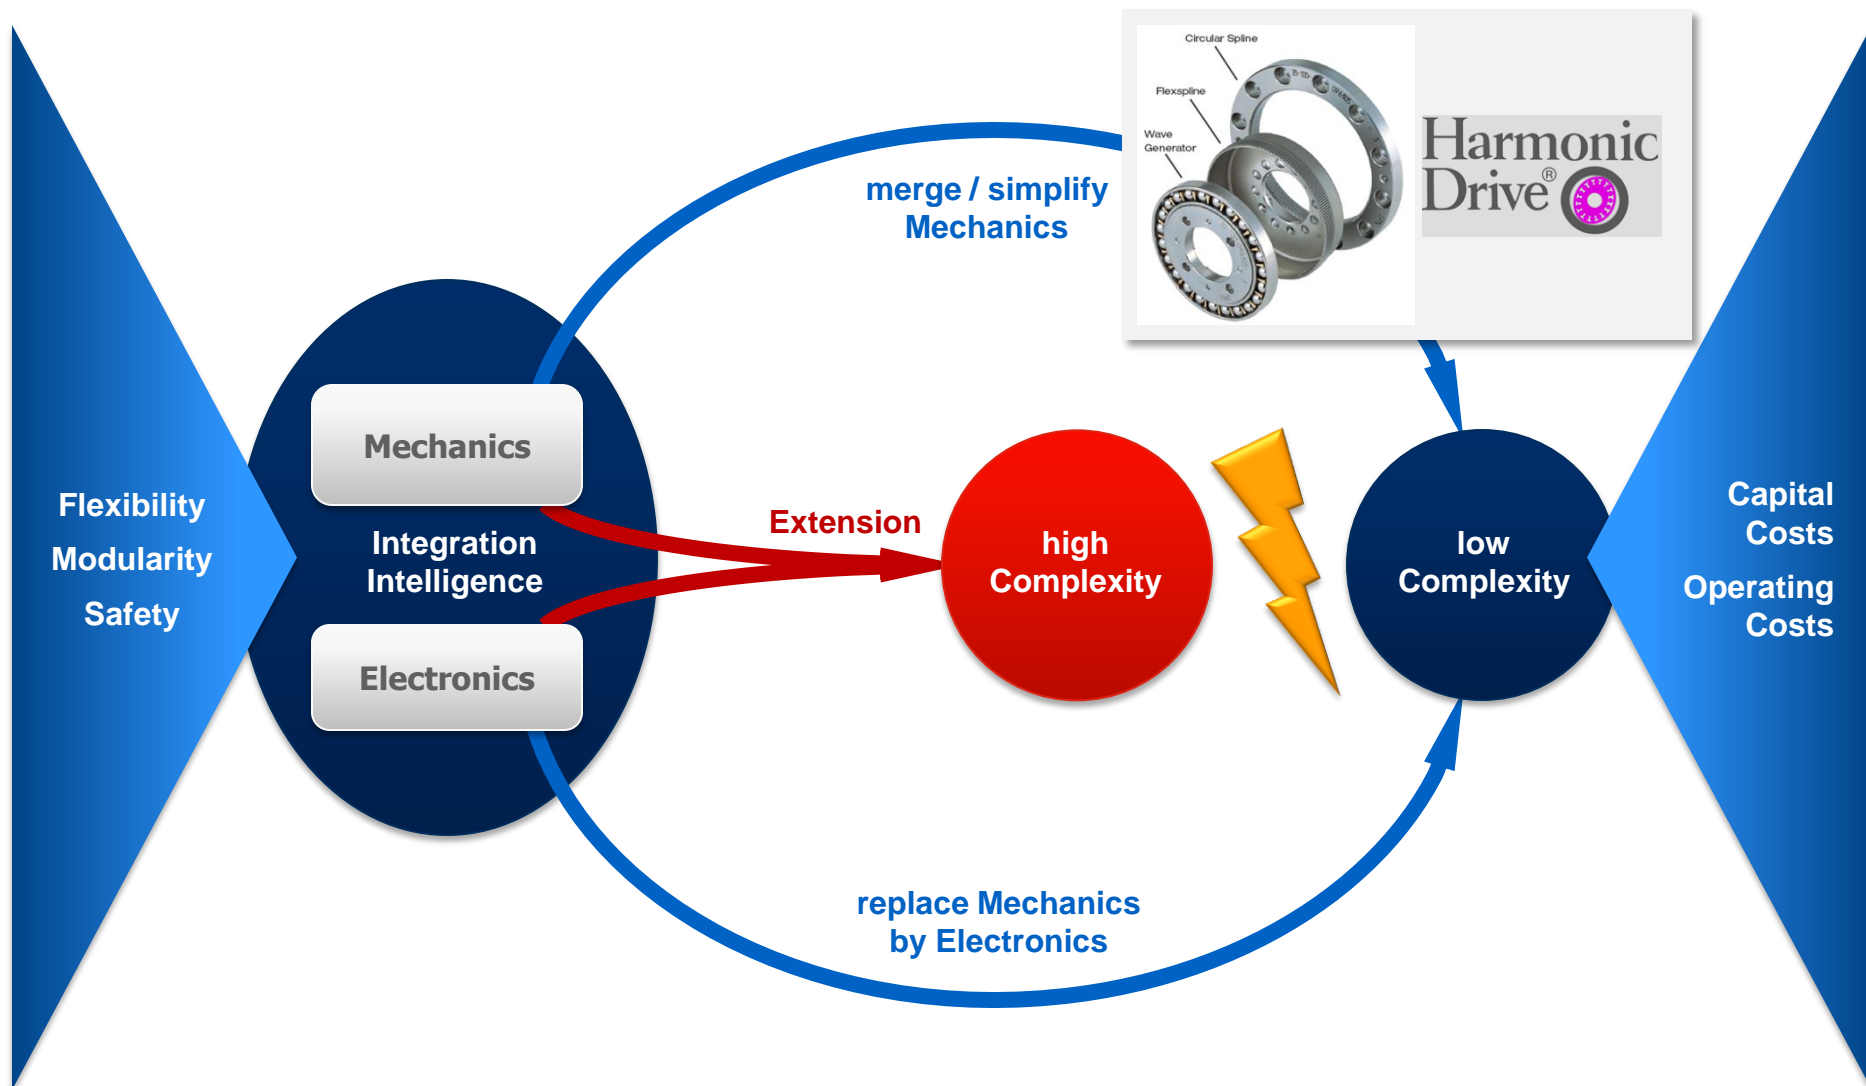 Circular Spline
Flexspline
Wave
Generator
Harmonic
Drive®
merge / simplify
Mechanics
Mechanics
Flexibility
Modularity
Safety
Integration
Intelligence
Extension
high
Complexity
low
Complexity
Capital
Costs
Operating
Costs
Electronics
replace Mechanics
by Electronics